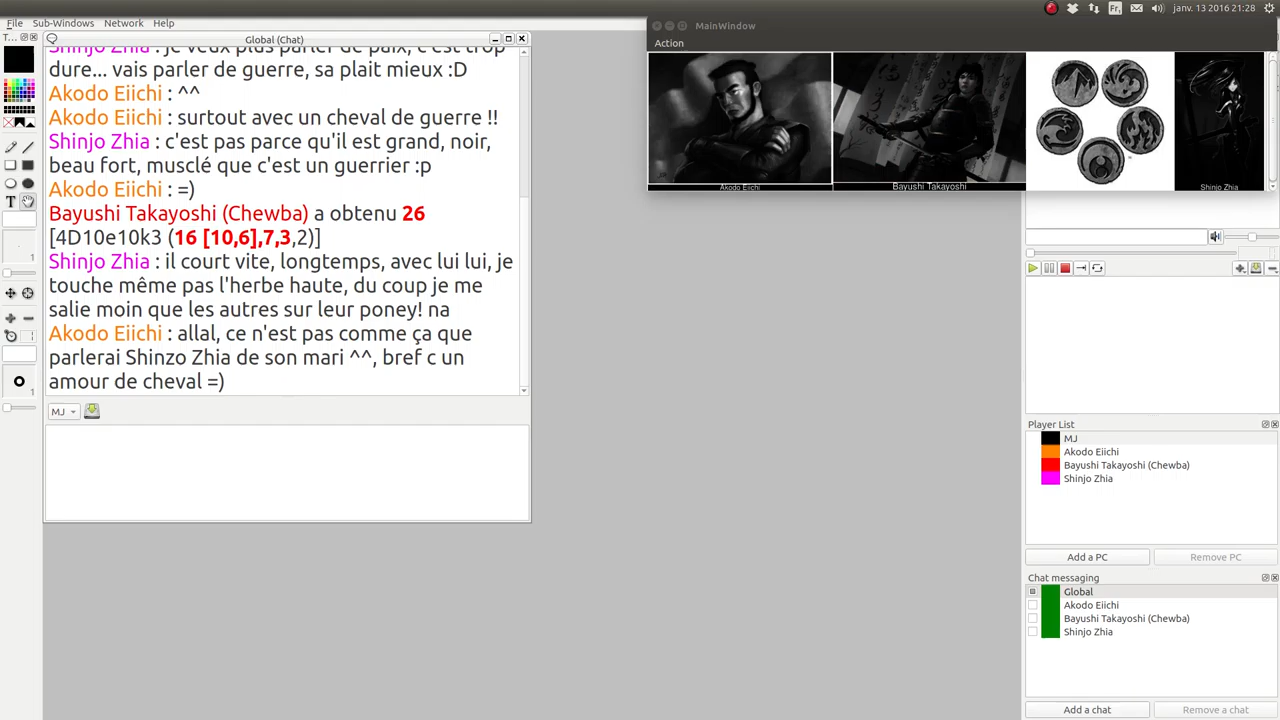 Fr,
janv. 13 2016 21:28
File Sub-Windows Network Help
MainWindow
Action
T...
Global (Chat)
Shinjo Zhia : je veux plus parler de paix, c'est trop
dure... vais parler de guerre, sa plait mieux :D
Akodo Eiichi : ^^
Akodo Eiichi : surtout avec un cheval de guerre !!
Shinjo Zhia : c'est pas parce qu'il est grand, noir,
beau fort, musclé que c'est un guerrier :p
Akodo Eiichi : =)
Bayushi Takayoshi (Chewba) a obtenu 26
[4D10e10k3 (16 [10,6],7,3,2)]
Shinjo Zhia : il court vite, longtemps, avec lui lui, je
touche même pas l'herbe haute, du coup je me
salie moin que les autres sur leur poney! na
Akodo Eiichi : allal, ce n'est pas comme ça que
parlerai Shinzo Zhia de son mari ^^, bref c un
amour de cheval =)
MJ
T
1
1
Akodo Eiichi
Bayushi Takayoshi
Shinjo Zhia
Player List
MJ
Akodo Eiichi
Bayushi Takayoshi (Chewba)
Shinjo Zhia
Add a PC
Remove PC
Chat messaging
Global
Akodo Eiichi
Bayushi Takayoshi (Chewba)
Shinjo Zhia
Add a chat
Remove a chat